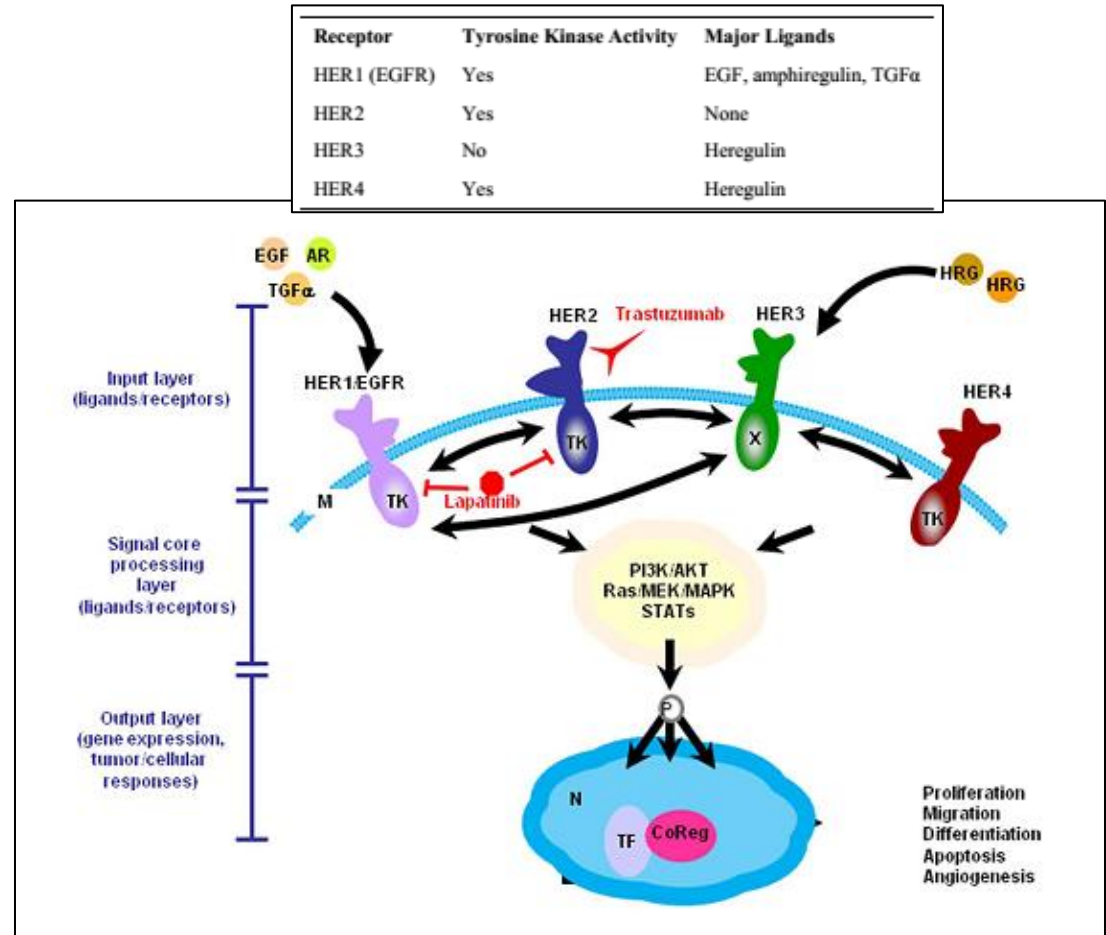 Receptor Tyrosine Kinase Activity Major Ligands
HER1 (EGFR) Yes EGF, amphiregulin, TGFα
HER2 Yes None
HER3 No Heregulin
HER4 Yes Heregulin
EGF AR
TGFα
HRG
HRG
HER2
Trastuzumab
HER3
HER1/EGFR
HER4
Input layer
(ligands/receptors)
TK
X
TK
TK
Lapatinib
M
Signal core
processing
layer
(ligands/receptors)
PI3K/AKT
Ras/MEK/MAPK
STATs
P
Output layer
(gene expression,
tumor/cellular
responses)
N
TF
CoReg
Proliferation
Migration
Differentiation
Apoptosis
Angiogenesis